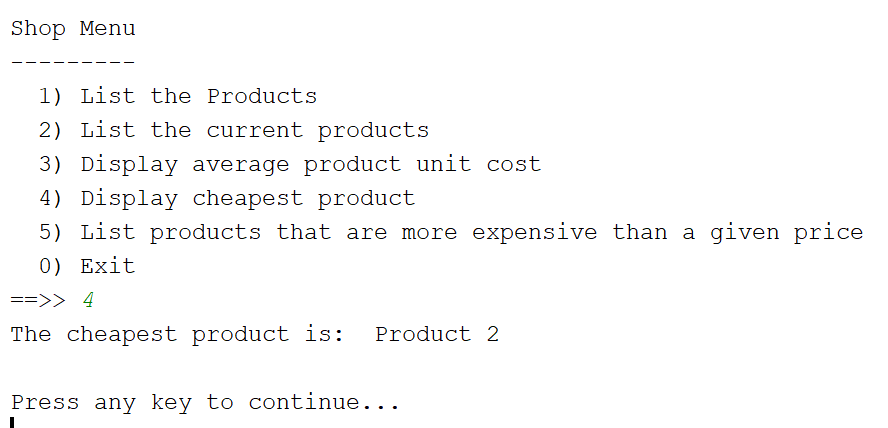 Shop Menu
---------
1) List the Products
2) List the current products
3) Display average product unit cost
4) Display cheapest product
5) List products that are more expensive than a given price
0) Exit
==>> 4
The cheapest product is:  Product 2
Press any key to continue...